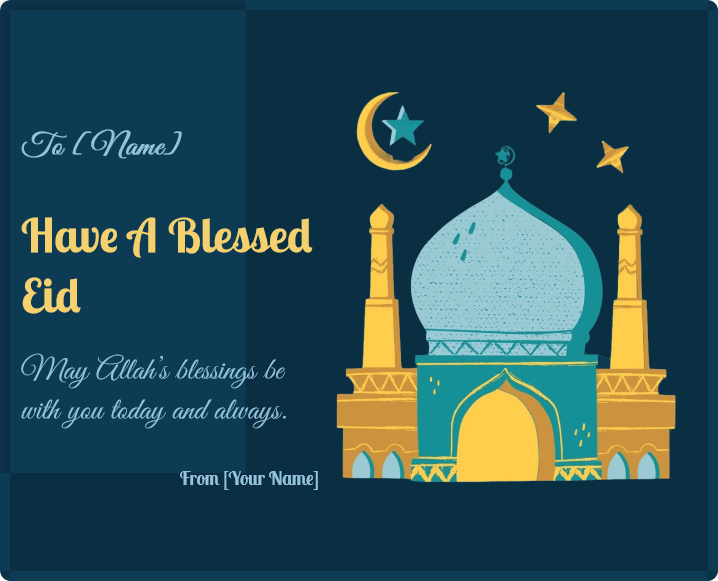 To [Name]
Have A Blessed
Eid
May Allah's blessings be
with you today and always.
From [Your Name]